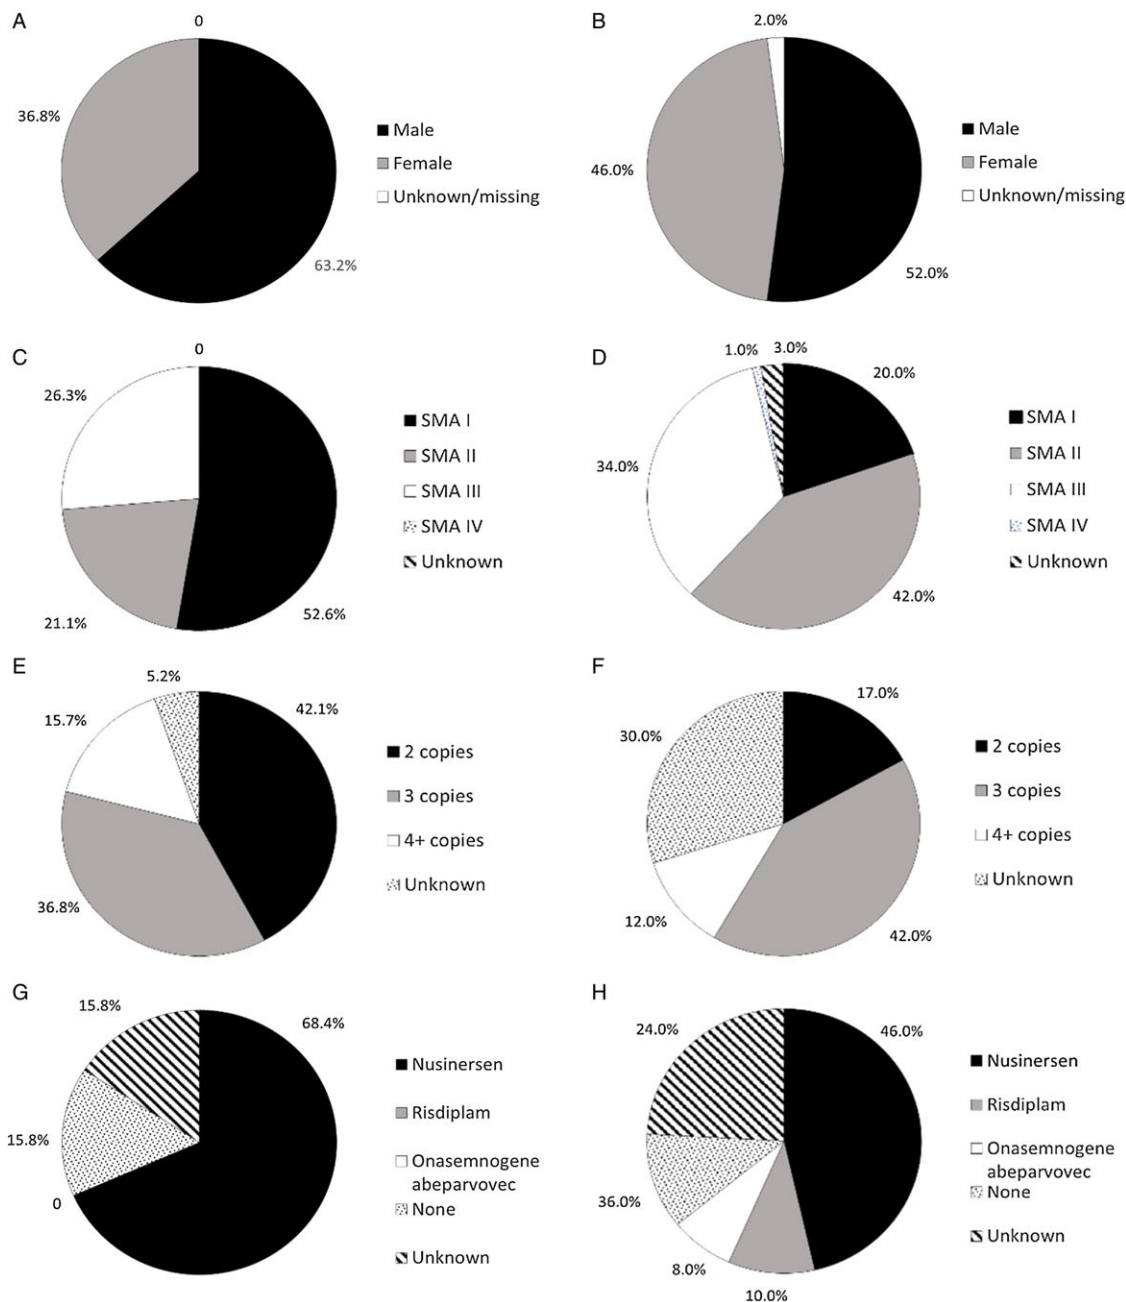 A
0
36.8%
63.2%
Male
Female
Unknown/missing
B
2.0%
46.0%
52.0%
Male
Female
Unknown/missing
C
0
26.3%
21.1%
52.6%
SMA I
SMA II
SMA III
SMA IV
Unknown
D
1.0%
3.0%
20.0%
34.0%
42.0%
SMA I
SMA II
SMA III
SMA IV
Unknown
E
5.2%
42.1%
15.7%
36.8%
2 copies
3 copies
4+ copies
Unknown
F
17.0%
30.0%
12.0%
42.0%
2 copies
3 copies
4+ copies
Unknown
G
15.8%
68.4%
15.8%
0
Nusinersen
Risdiplam
Onasemnogene
abeparvovec
None
Unknown
H
24.0%
46.0%
36.0%
8.0%
10.0%
Nusinersen
Risdiplam
Onasemnogene
abeparvovec
None
Unknown